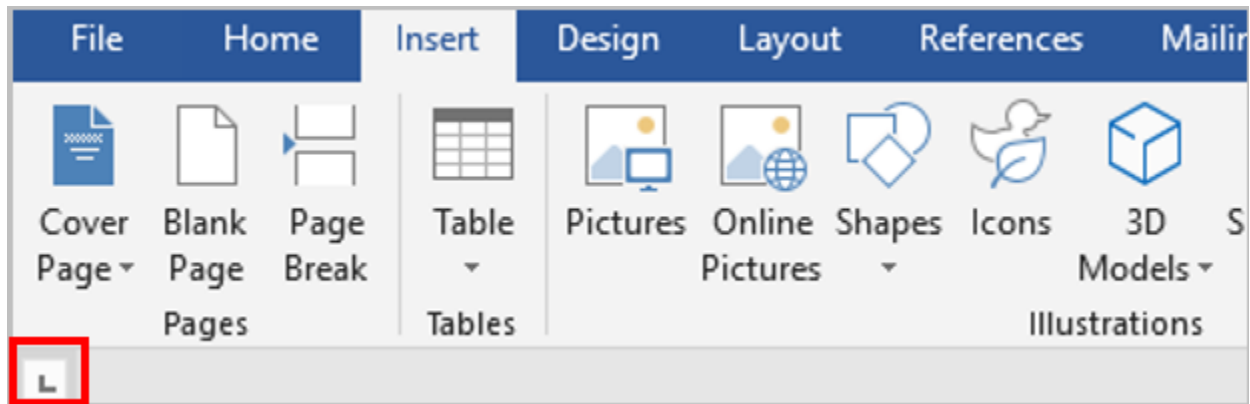 File Home Insert Design Layout References Mailin
Cover Blank Page Table Pictures Online Shapes Icons 3D S
Page Page Break Pictures Models
Pages Tables Illustrations